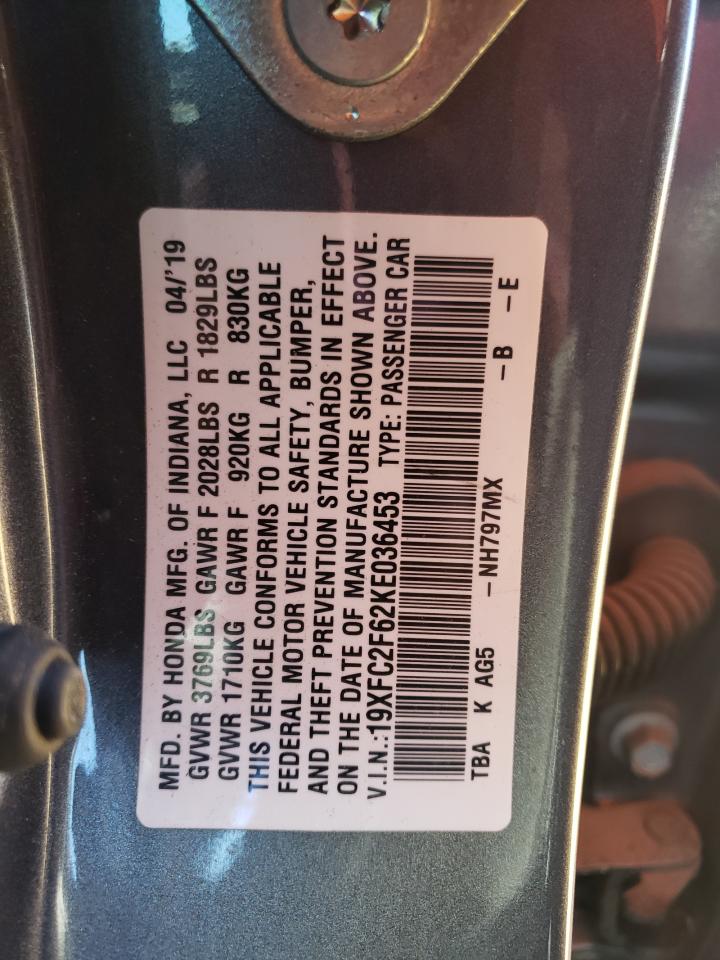 MFD. BY HONDA MFG. OF INDIANA, LLC 04/'19
GVWR 3769LBS GAWR F 2028LBS R 1829LBS
GVWR 1710KG GAWR F 920KG R 830KG
THIS VEHICLE CONFORMS TO ALL APPLICABLE
FEDERAL MOTOR VEHICLE SAFETY, BUMPER,
AND THEFT PREVENTION STANDARDS IN EFFECT
ON THE DATE OF MANUFACTURE SHOWN ABOVE.
V.I.N.:19XFC2F62KE036453 TYPE: PASSENGER CAR
TBA K AG5 -NH797MX -B -E